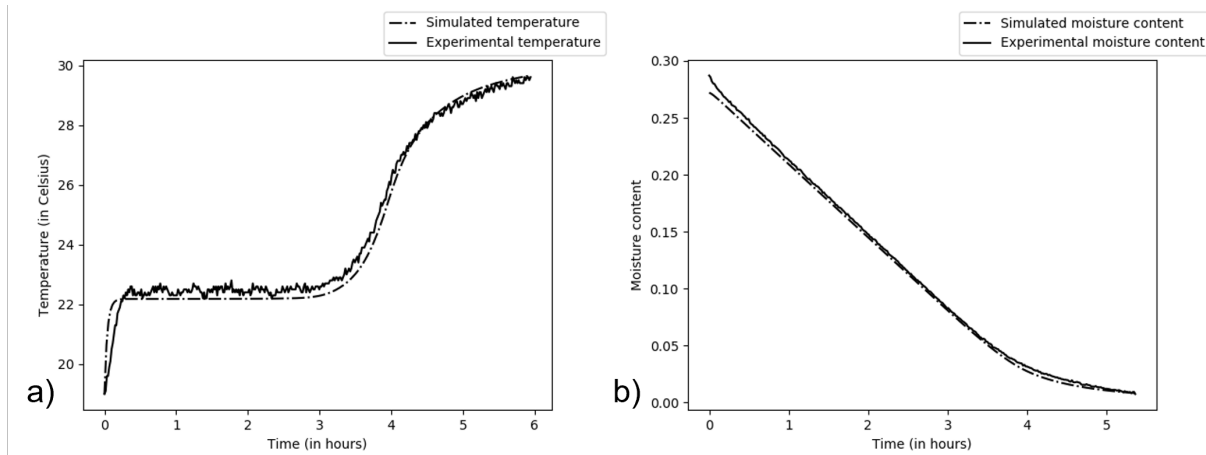 Simulated temperature
Experimental temperature
30
28
26
24
22
20
Temperature (in Celsius)
0 1 2 3 4 5 6
Time (in hours)
a)
Simulated moisture content
Experimental moisture content
0.30
0.25
0.20
0.15
0.10
0.05
0.00
Moisture content
0 1 2 3 4 5
Time (in hours)
b)